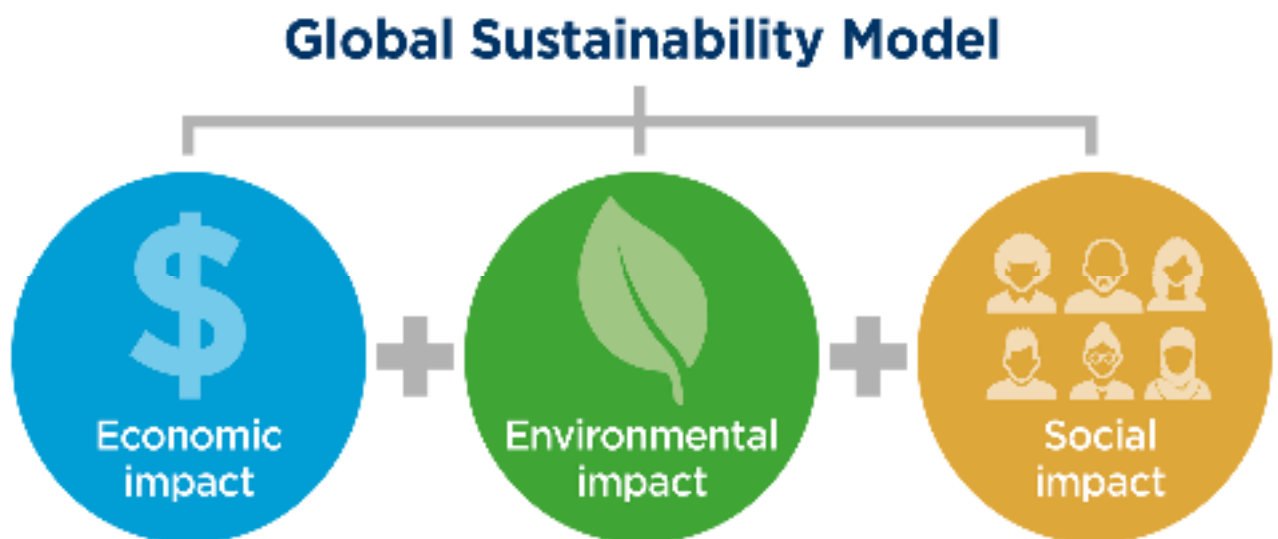 Global Sustainability Model
$
Economic
impact
Environmental
impact
Social
impact